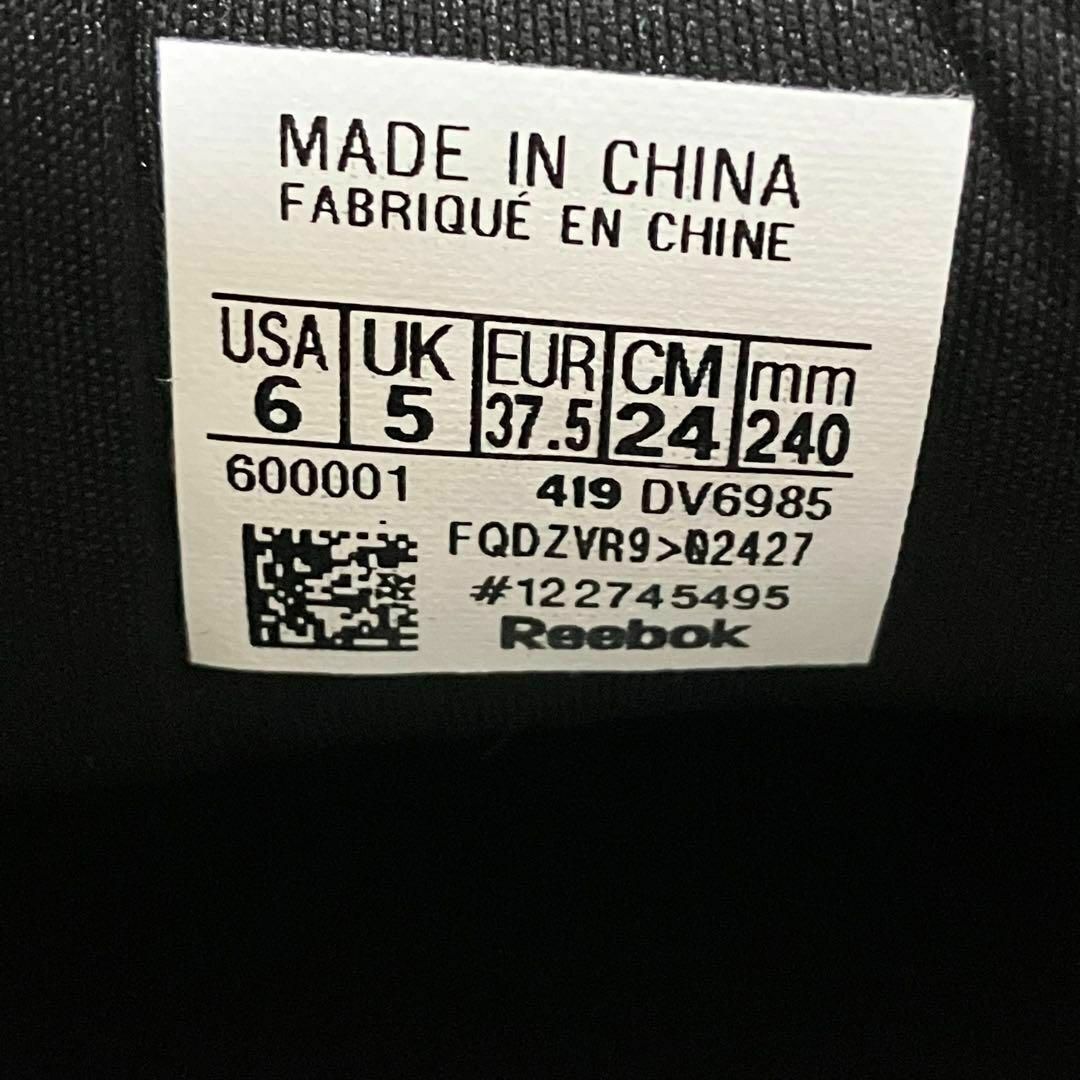 MADE IN CHINA
FABRIQUÉ EN CHINE
USA UK EUR CM mm
6 5 37.5 24 240
600001 419 DV6985
FQDZVR9>02427
#122745495
Reebok